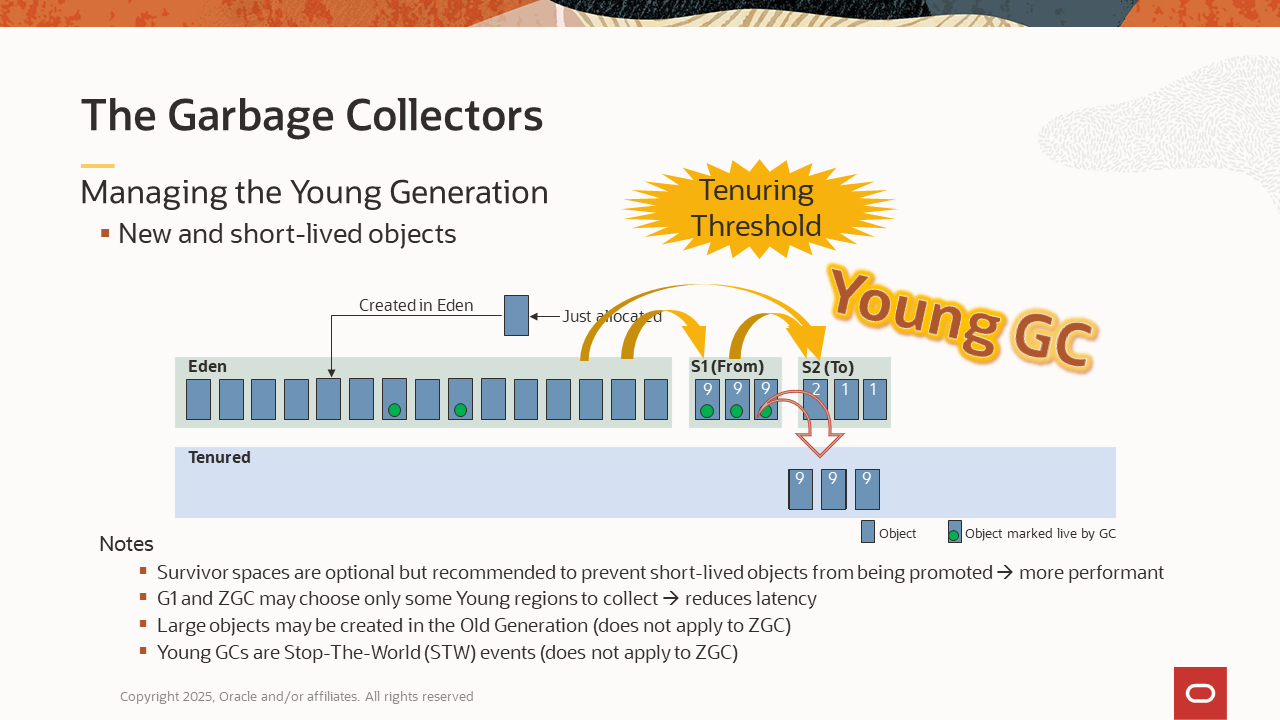 The Garbage Collectors
Managing the Young Generation
New and short-lived objects
Tenuring
Threshold
Young GC
Created in Eden
Just allocated
Eden
S1 (From)
S2 (To)
9 9 9 2 1 1
Tenured
9 9 9
Object
Object marked live by GC
Notes
Survivor spaces are optional but recommended to prevent short-lived objects from being promoted → more performant
G1 and ZGC may choose only some Young regions to collect → reduces latency
Large objects may be created in the Old Generation (does not apply to ZGC)
Young GCs are Stop-The-World (STW) events (does not apply to ZGC)
Copyright 2025, Oracle and/or affiliates. All rights reserved